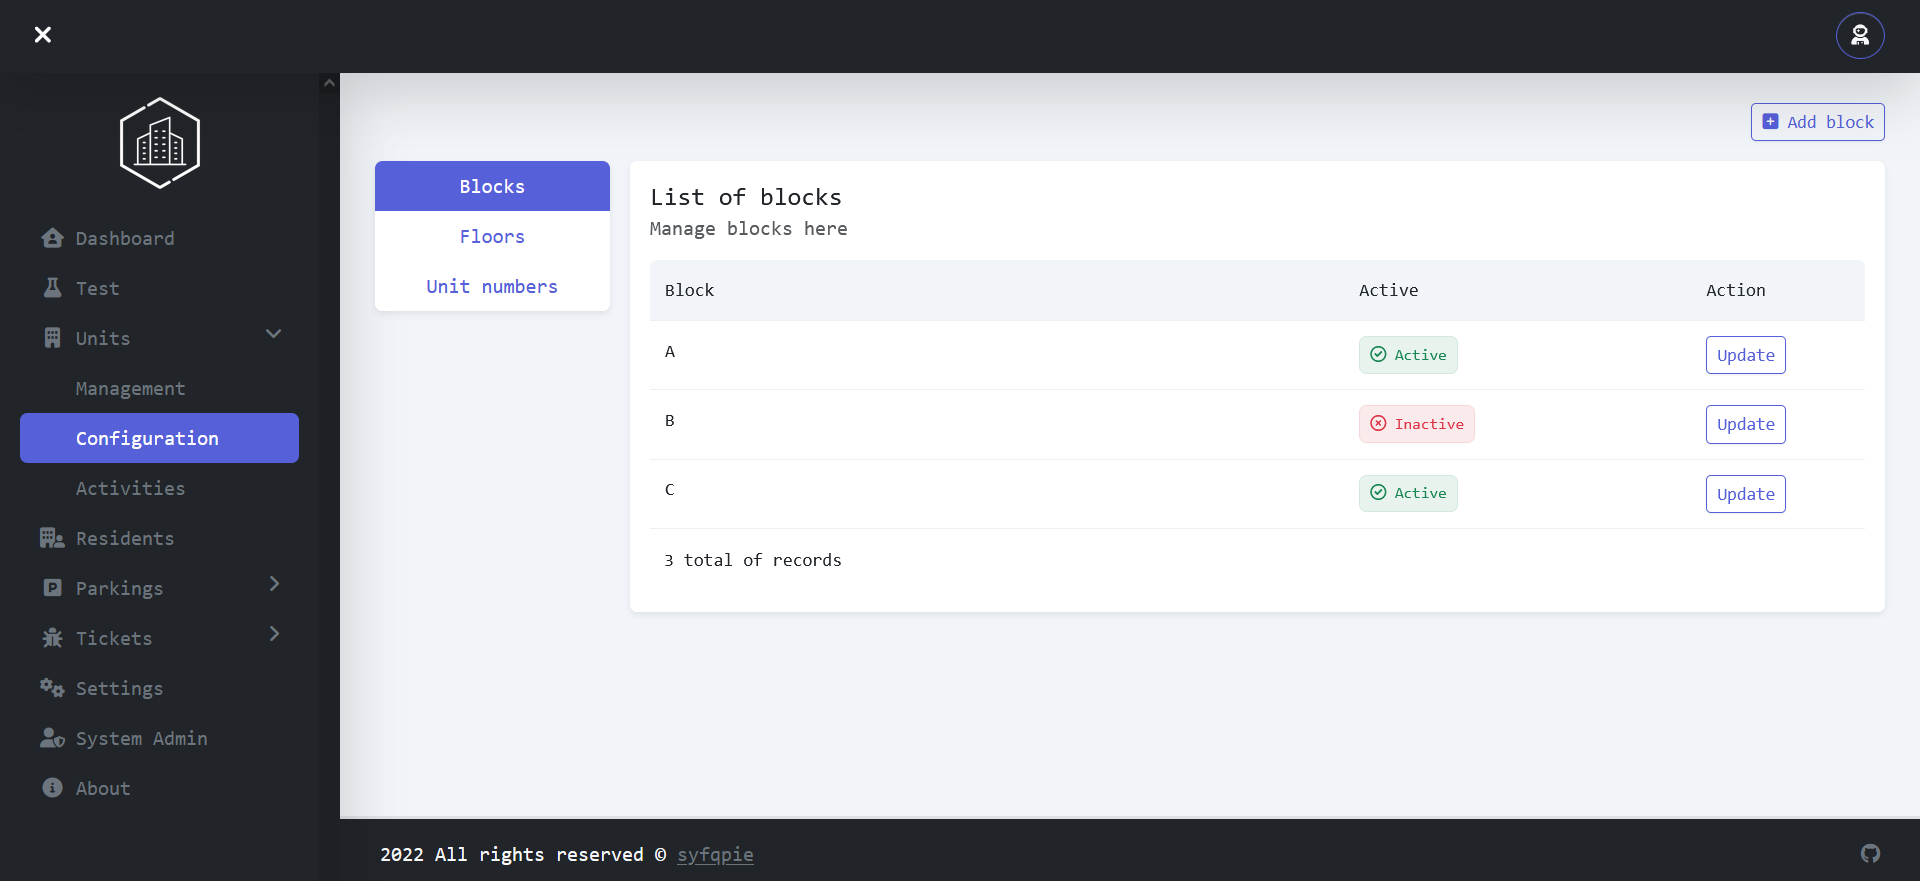 Add block
Dashboard
Test
Units
Management
Configuration
Activities
Residents
Parkings
Tickets
Settings
System Admin
About
Blocks
Floors
Unit numbers
List of blocks
Manage blocks here
Block Active Action
A Active Update
B Inactive Update
C Active Update
3 total of records
2022 All rights reserved © syfqpie